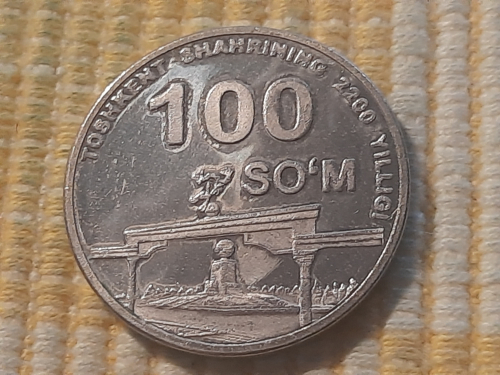 TOSHKENT SHAHRINING 2200 YILLIGI
100
SO'M